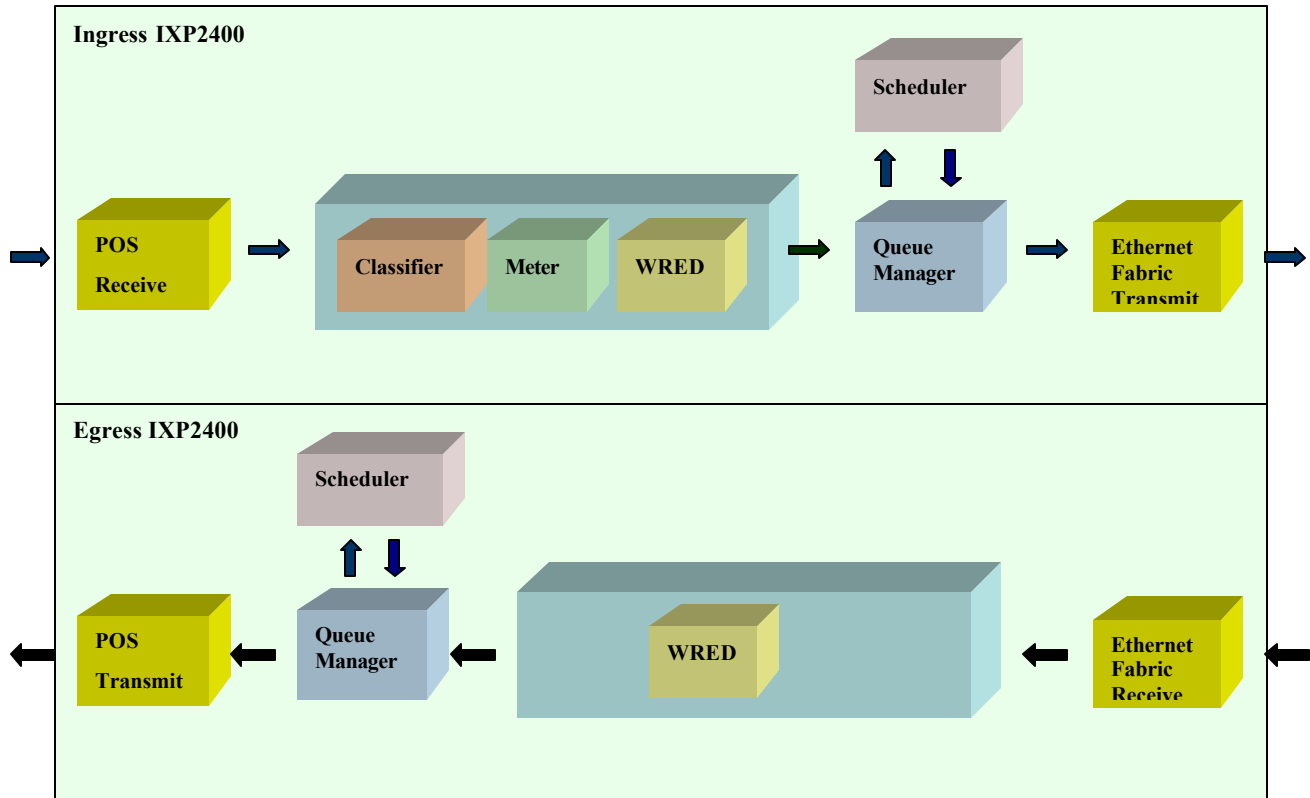 Ingress IXP2400
Scheduler
POS
Receive
Classifier
Meter
WRED
Queue
Manager
Ethernet
Fabric
Transmit
Egress IXP2400
Scheduler
POS
Transmit
Queue
Manager
WRED
Ethernet
Fabric
Receive